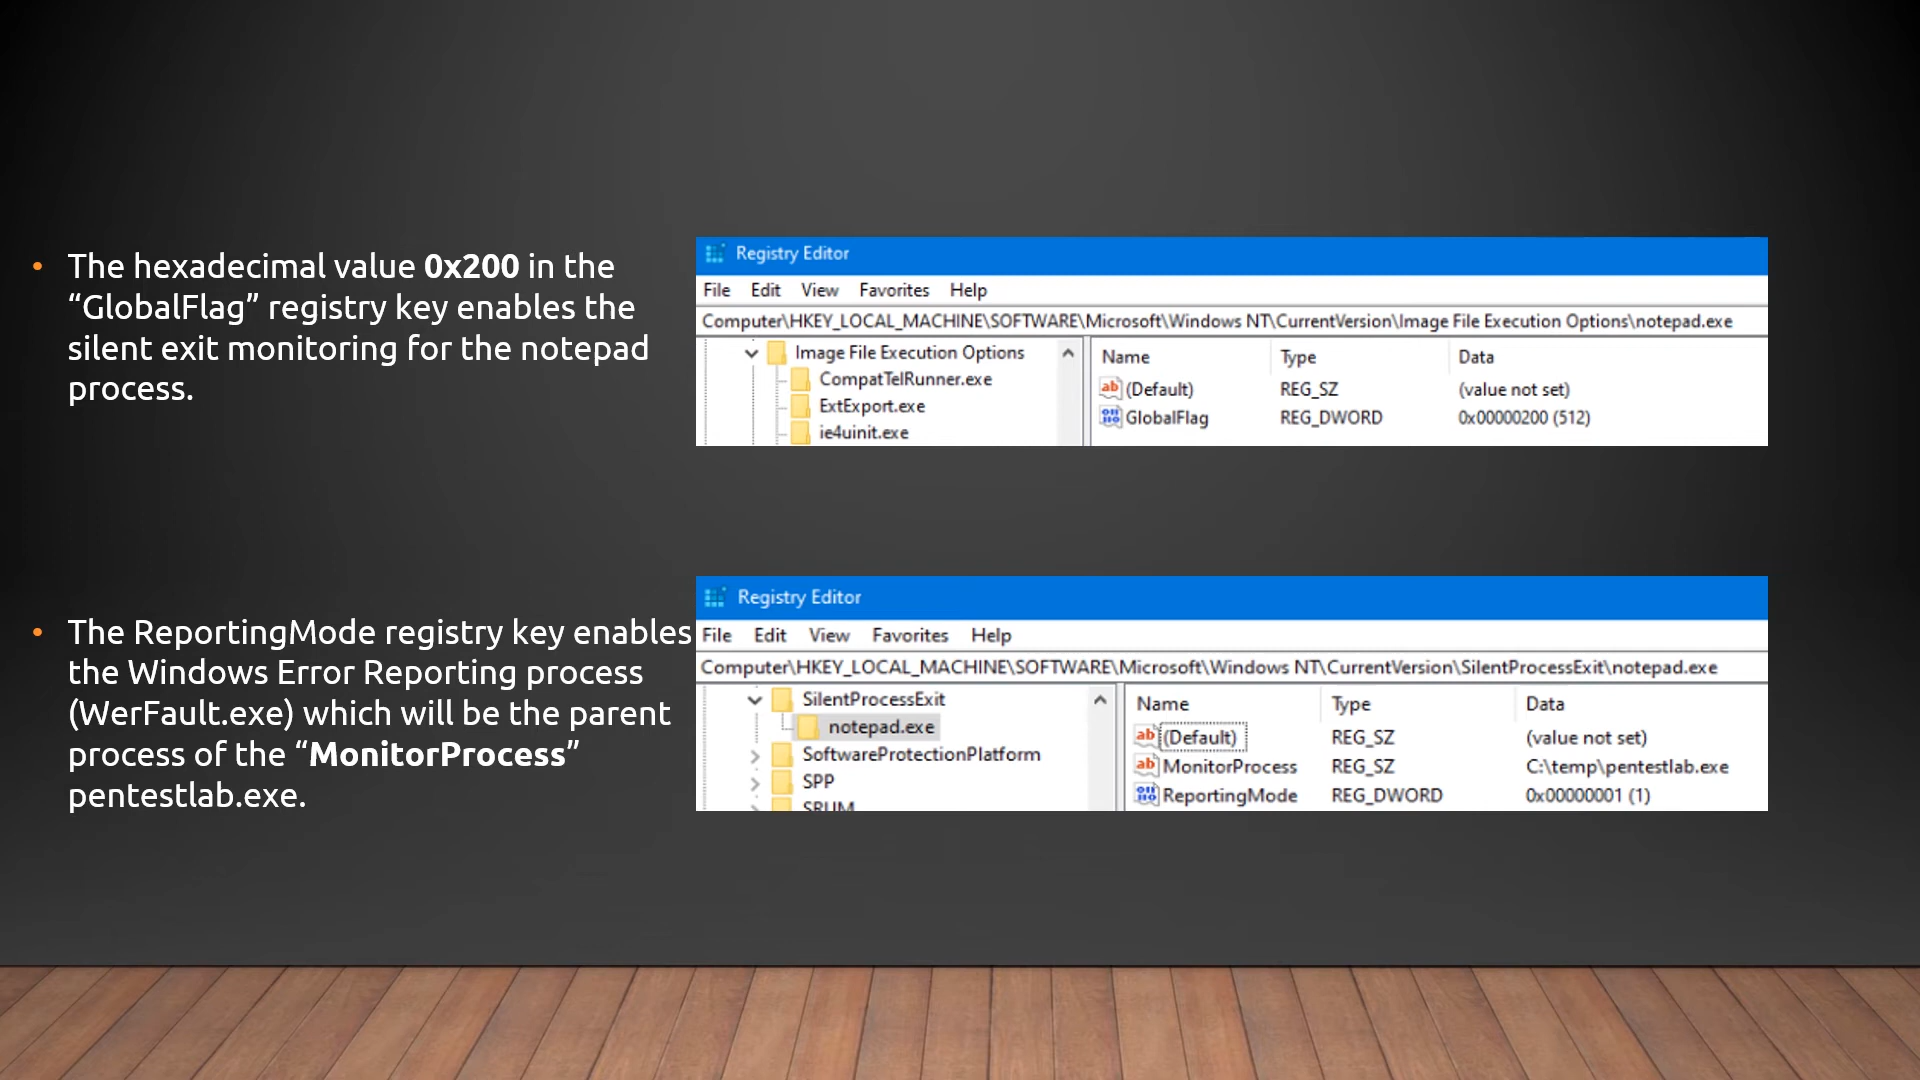 • The hexadecimal value 0x200 in the
“GlobalFlag” registry key enables the
silent exit monitoring for the notepad
process.
Registry Editor
File Edit View Favorites Help
Computer\HKEY_LOCAL_MACHINE\SOFTWARE\Microsoft\Windows NT\CurrentVersion\Image File Execution Options\notepad.exe
Image File Execution Options
CompatTelRunner.exe
ExtExport.exe
ie4uinit.exe
Name Type Data
(Default) REG_SZ (value not set)
GlobalFlag REG_DWORD 0x00000200 (512)
• The ReportingMode registry key enables
the Windows Error Reporting process
(WerFault.exe) which will be the parent
process of the “MonitorProcess”
pentestlab.exe.
Registry Editor
File Edit View Favorites Help
Computer\HKEY_LOCAL_MACHINE\SOFTWARE\Microsoft\Windows NT\CurrentVersion\SilentProcessExit\notepad.exe
SilentProcessExit
notepad.exe
SoftwareProtectionPlatform
SPP
SRUM
Name Type Data
(Default) REG_SZ (value not set)
MonitorProcess REG_SZ C:\temp\pentestlab.exe
ReportingMode REG_DWORD 0x00000001 (1)